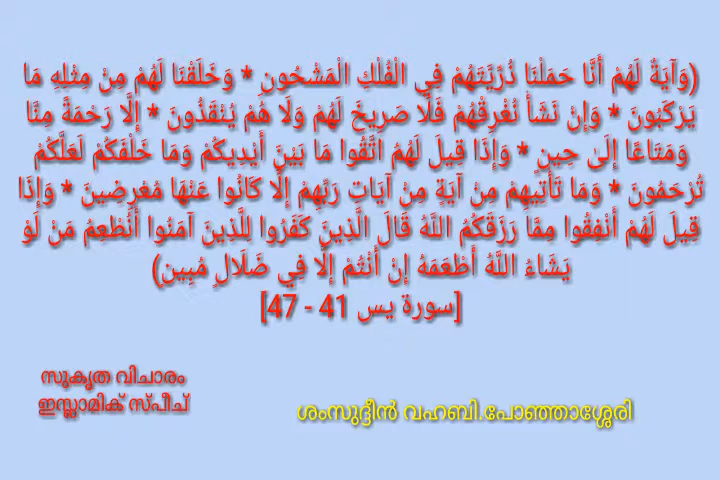 (وَآيَةٌ لَهُمْ أَنَّا حَمَلْنَا ذُرِّيَّتَهُمْ فِي الْفُلْكِ الْمَشْحُونِ * وَخَلَقْنَا لَهُمْ مِنْ مِثْلِهِ مَا
يَرْكَبُونَ * وَإِنْ نَشَأْ نُغْرِقْهُمْ فَلَا صَرِيخَ لَهُمْ وَلَا هُمْ يُنْقَذُونَ * إِلَّا رَحْمَةً مِنَّا
وَمَتَاعًا إِلَىٰ حِينٍ * وَإِذَا قِيلَ لَهُمُ اتَّقُوا مَا بَيْنَ أَيْدِيكُمْ وَمَا خَلْفَكُمْ لَعَلَّكُمْ
تُرْحَمُونَ * وَمَا تَأْتِيهِمْ مِنْ آيَةٍ مِنْ آيَاتِ رَبِّهِمْ إِلَّا كَانُوا عَنْهَا مُعْرِضِينَ * وَإِذَا
قِيلَ لَهُمْ أَنْفِقُوا مِمَّا رَزَقَكُمُ اللَّهُ قَالَ الَّذِينَ كَفَرُوا لِلَّذِينَ آمَنُوا أَنُطْعِمُ مَنْ لَوْ
يَشَاءُ اللَّهُ أَطْعَمَهُ إِنْ أَنْتُمْ إِلَّا فِي ضَلَالٍ مُبِينٍ)
[سورة يس 41 - 47]
സുകൃത വിചാരം
ഇസ്ലാമിക് സ്പീച്
ശംസുദ്ദീൻ വഹബി.പോഞ്ഞാശ്ശേരി